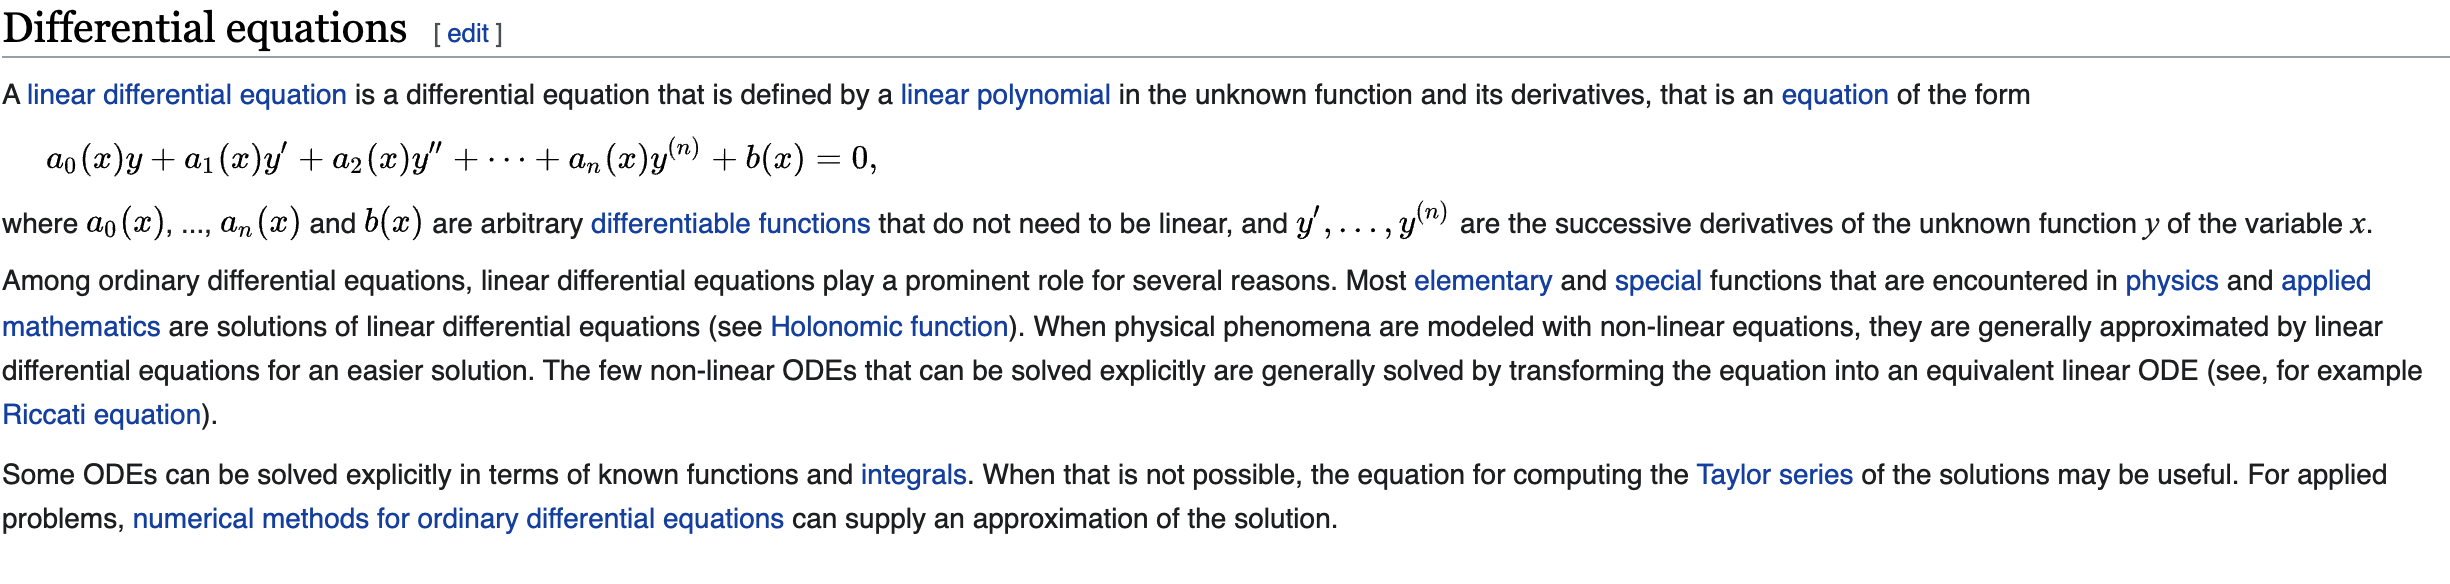 Differential equations [ edit ]
A linear differential equation is a differential equation that is defined by a linear polynomial in the unknown function and its derivatives, that is an equation of the form
a₀(x)y + a₁(x)y′ + a₂(x)y″ + ⋯ + aₙ(x)y⁽ⁿ⁾ + b(x) = 0,
where a₀(x), ..., aₙ(x) and b(x) are arbitrary differentiable functions that do not need to be linear, and y′, . . . , y⁽ⁿ⁾ are the successive derivatives of the unknown function y of the variable x.
Among ordinary differential equations, linear differential equations play a prominent role for several reasons. Most elementary and special functions that are encountered in physics and applied
mathematics are solutions of linear differential equations (see Holonomic function). When physical phenomena are modeled with non-linear equations, they are generally approximated by linear
differential equations for an easier solution. The few non-linear ODEs that can be solved explicitly are generally solved by transforming the equation into an equivalent linear ODE (see, for example
Riccati equation).
Some ODEs can be solved explicitly in terms of known functions and integrals. When that is not possible, the equation for computing the Taylor series of the solutions may be useful. For applied
problems, numerical methods for ordinary differential equations can supply an approximation of the solution.